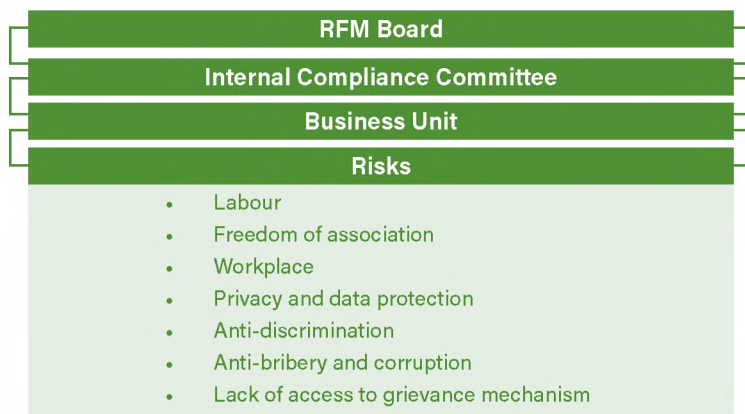 RFM Board
Internal Compliance Committee
Business Unit
Risks
• Labour
• Freedom of association
• Workplace
• Privacy and data protection
• Anti-discrimination
• Anti-bribery and corruption
• Lack of access to grievance mechanism